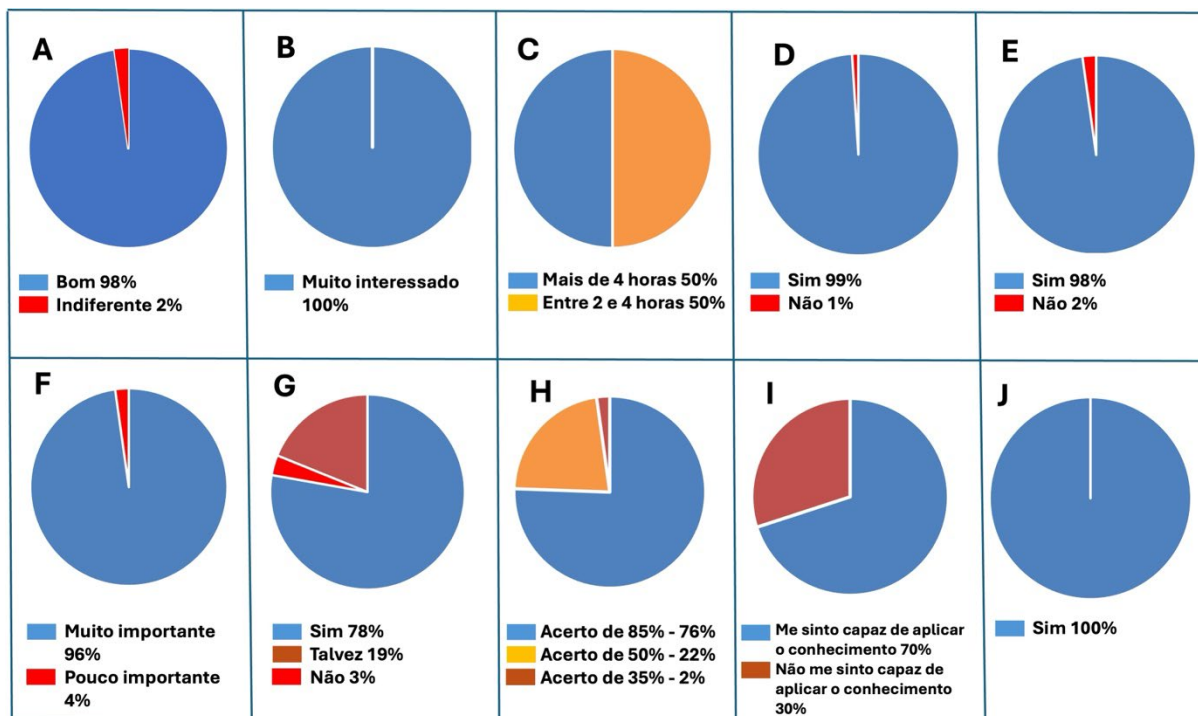 A
Bom 98%
Indiferente 2%
B
Muito interessado
100%
C
Mais de 4 horas 50%
Entre 2 e 4 horas 50%
D
Sim 99%
Não 1%
E
Sim 98%
Não 2%
F
Muito importante
96%
Pouco importante
4%
G
Sim 78%
Talvez 19%
Não 3%
H
Acerto de 85% - 76%
Acerto de 50% - 22%
Acerto de 35% - 2%
I
Me sinto capaz de aplicar
o conhecimento 70%
Não me sinto capaz de
aplicar o conhecimento
30%
J
Sim 100%